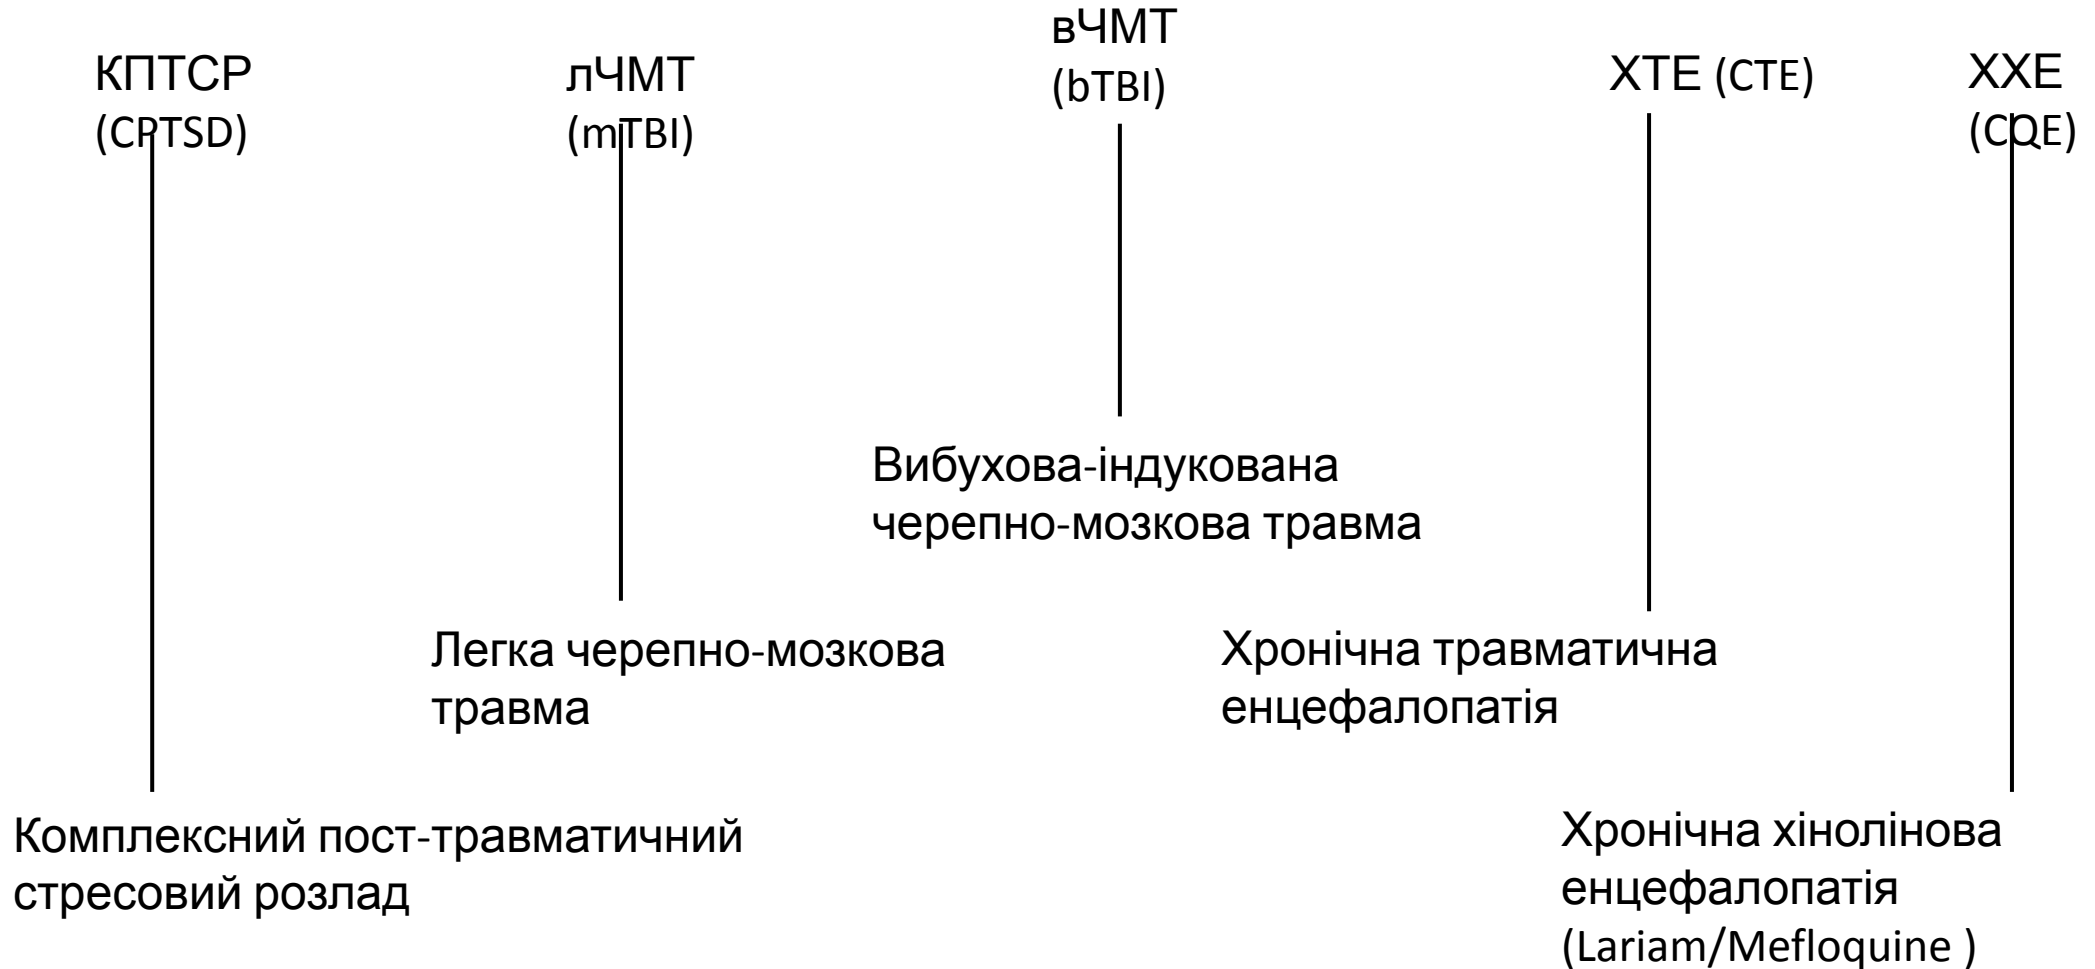 КПТСР
(CPTSD)
лЧМТ
(mTBI)
вЧМТ
(bTBI)
ХТЕ (CTE)
ХХЕ
(CQE)
Вибухова-індукована
черепно-мозкова травма
Легка черепно-мозкова
травма
Хронічна травматична
енцефалопатія
Комплексний пост-травматичний
стресовий розлад
Хронічна хінолінова
енцефалопатія
(Lariam/Mefloquine )